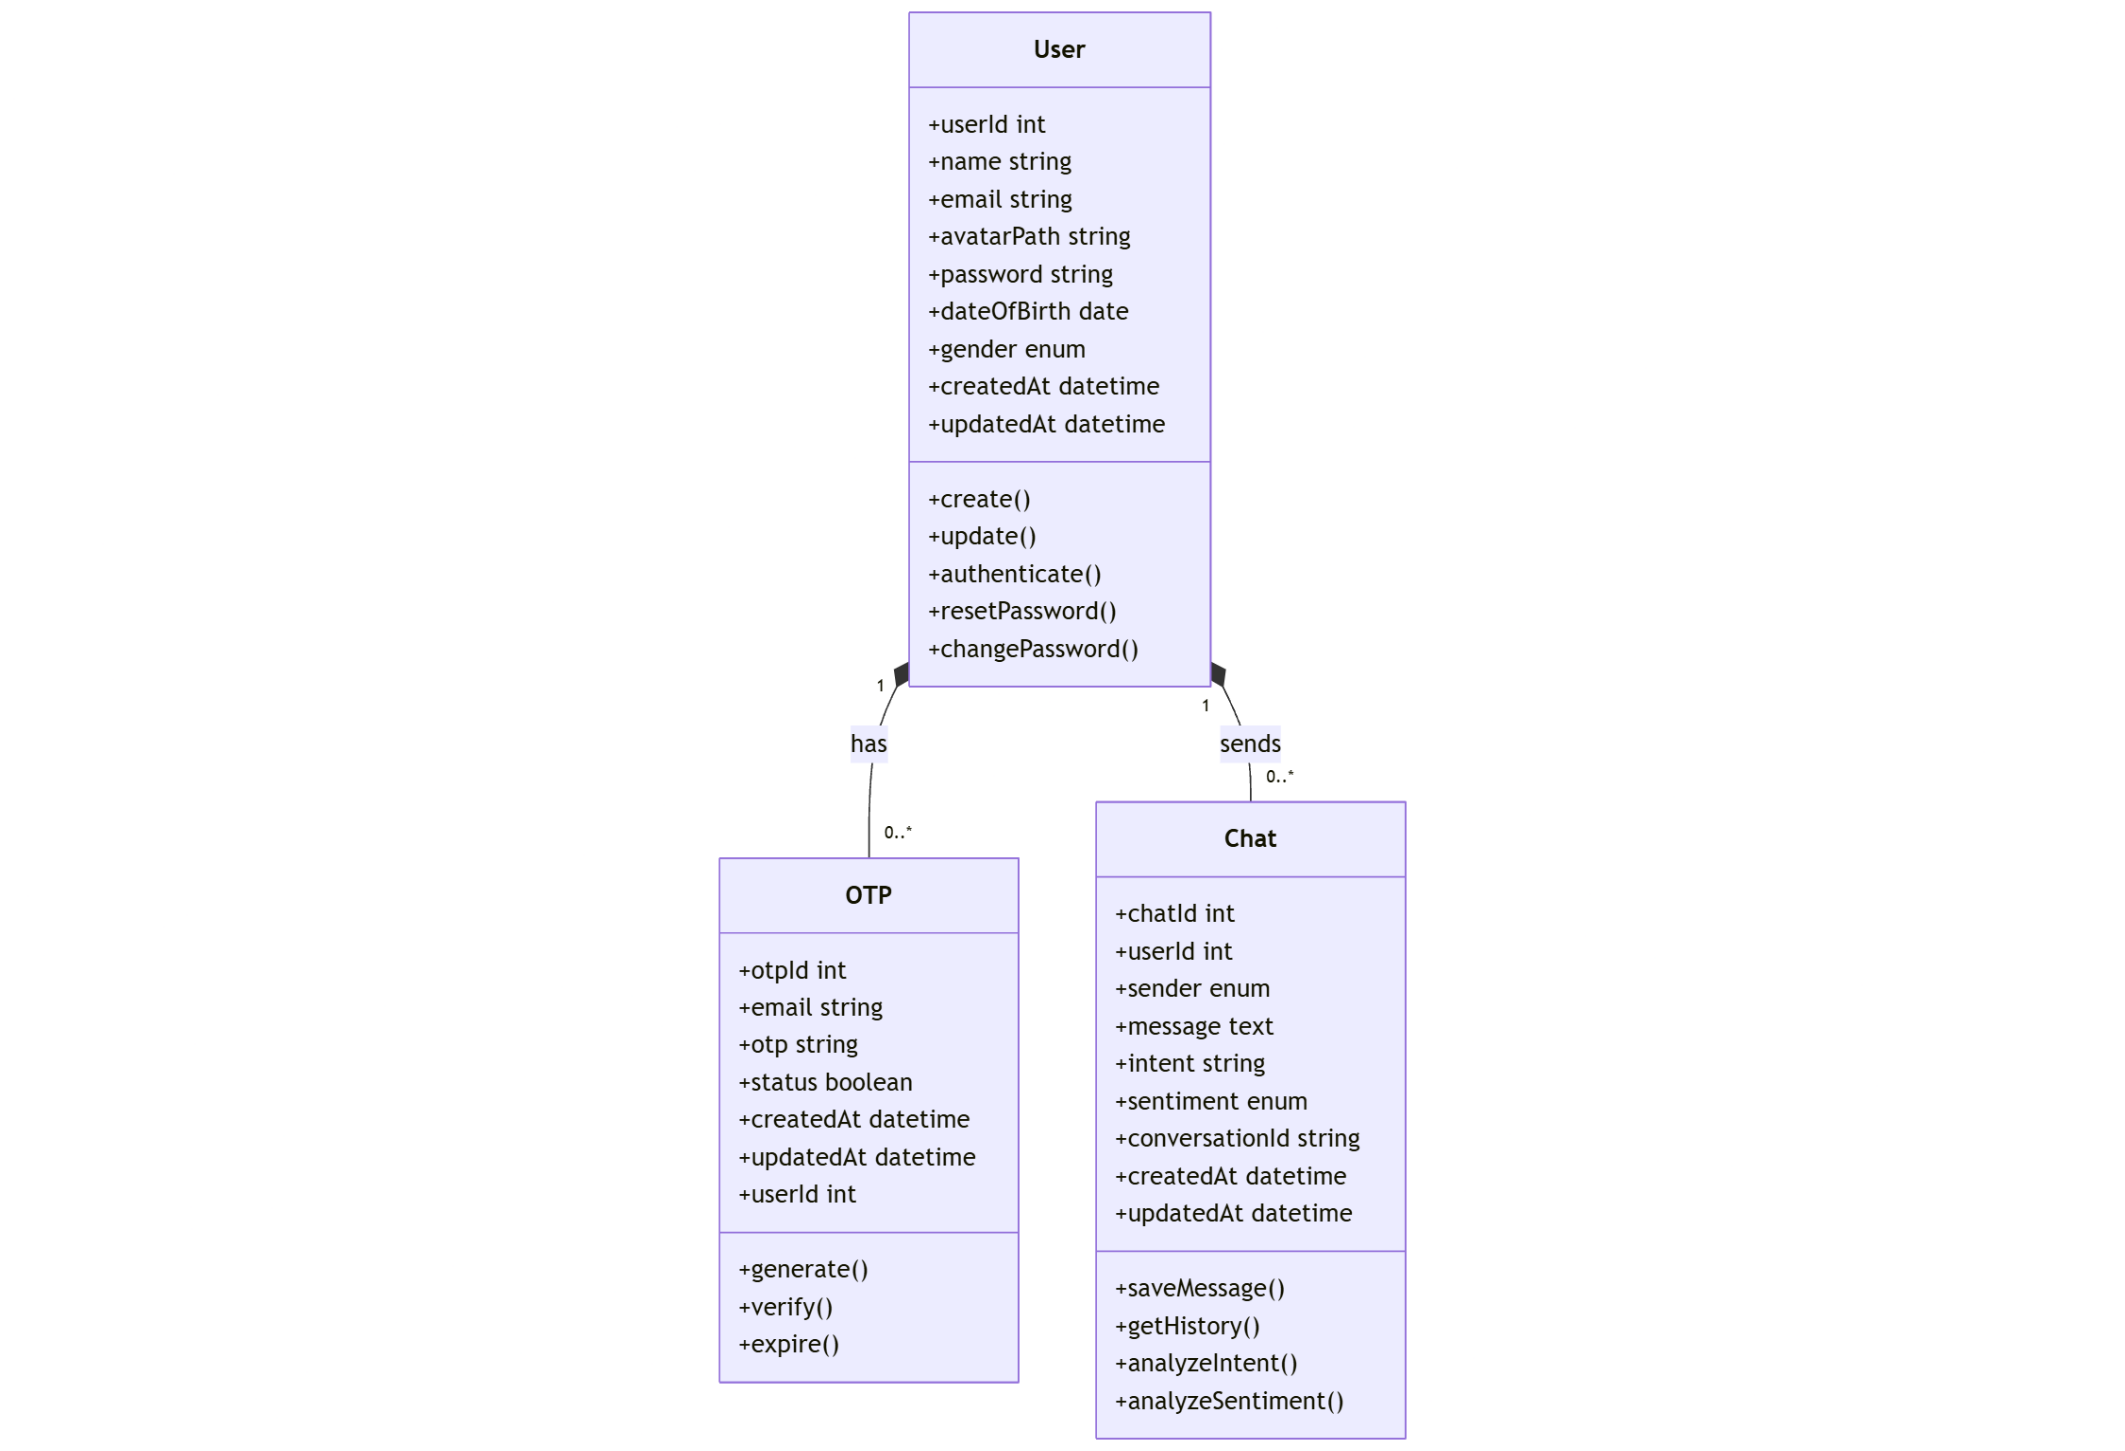 User
+userId int
+name string
+email string
+avatarPath string
+password string
+dateOfBirth date
+gender enum
+createdAt datetime
+updatedAt datetime
+create()
+update()
+authenticate()
+resetPassword()
+changePassword()
1
has
0..*
1
sends
0..*
OTP
+otpId int
+email string
+otp string
+status boolean
+createdAt datetime
+updatedAt datetime
+userId int
+generate()
+verify()
+expire()
Chat
+chatId int
+userId int
+sender enum
+message text
+intent string
+sentiment enum
+conversationId string
+createdAt datetime
+updatedAt datetime
+saveMessage()
+getHistory()
+analyzeIntent()
+analyzeSentiment()